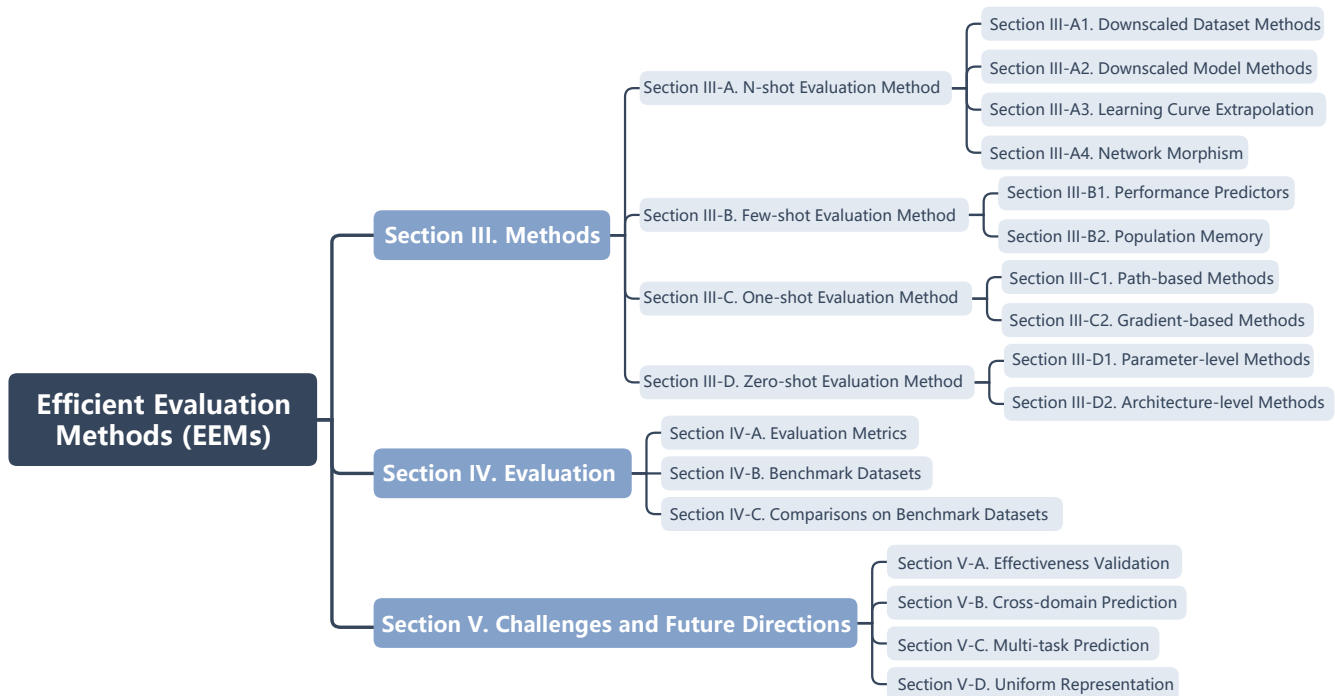 Efficient Evaluation
Methods (EEMs)
Section III. Methods
Section III-A. N-shot Evaluation Method
Section III-A1. Downscaled Dataset Methods
Section III-A2. Downscaled Model Methods
Section III-A3. Learning Curve Extrapolation
Section III-A4. Network Morphism
Section III-B. Few-shot Evaluation Method
Section III-B1. Performance Predictors
Section III-B2. Population Memory
Section III-C. One-shot Evaluation Method
Section III-C1. Path-based Methods
Section III-C2. Gradient-based Methods
Section III-D. Zero-shot Evaluation Method
Section III-D1. Parameter-level Methods
Section III-D2. Architecture-level Methods
Section IV. Evaluation
Section IV-A. Evaluation Metrics
Section IV-B. Benchmark Datasets
Section IV-C. Comparisons on Benchmark Datasets
Section V. Challenges and Future Directions
Section V-A. Effectiveness Validation
Section V-B. Cross-domain Prediction
Section V-C. Multi-task Prediction
Section V-D. Uniform Representation